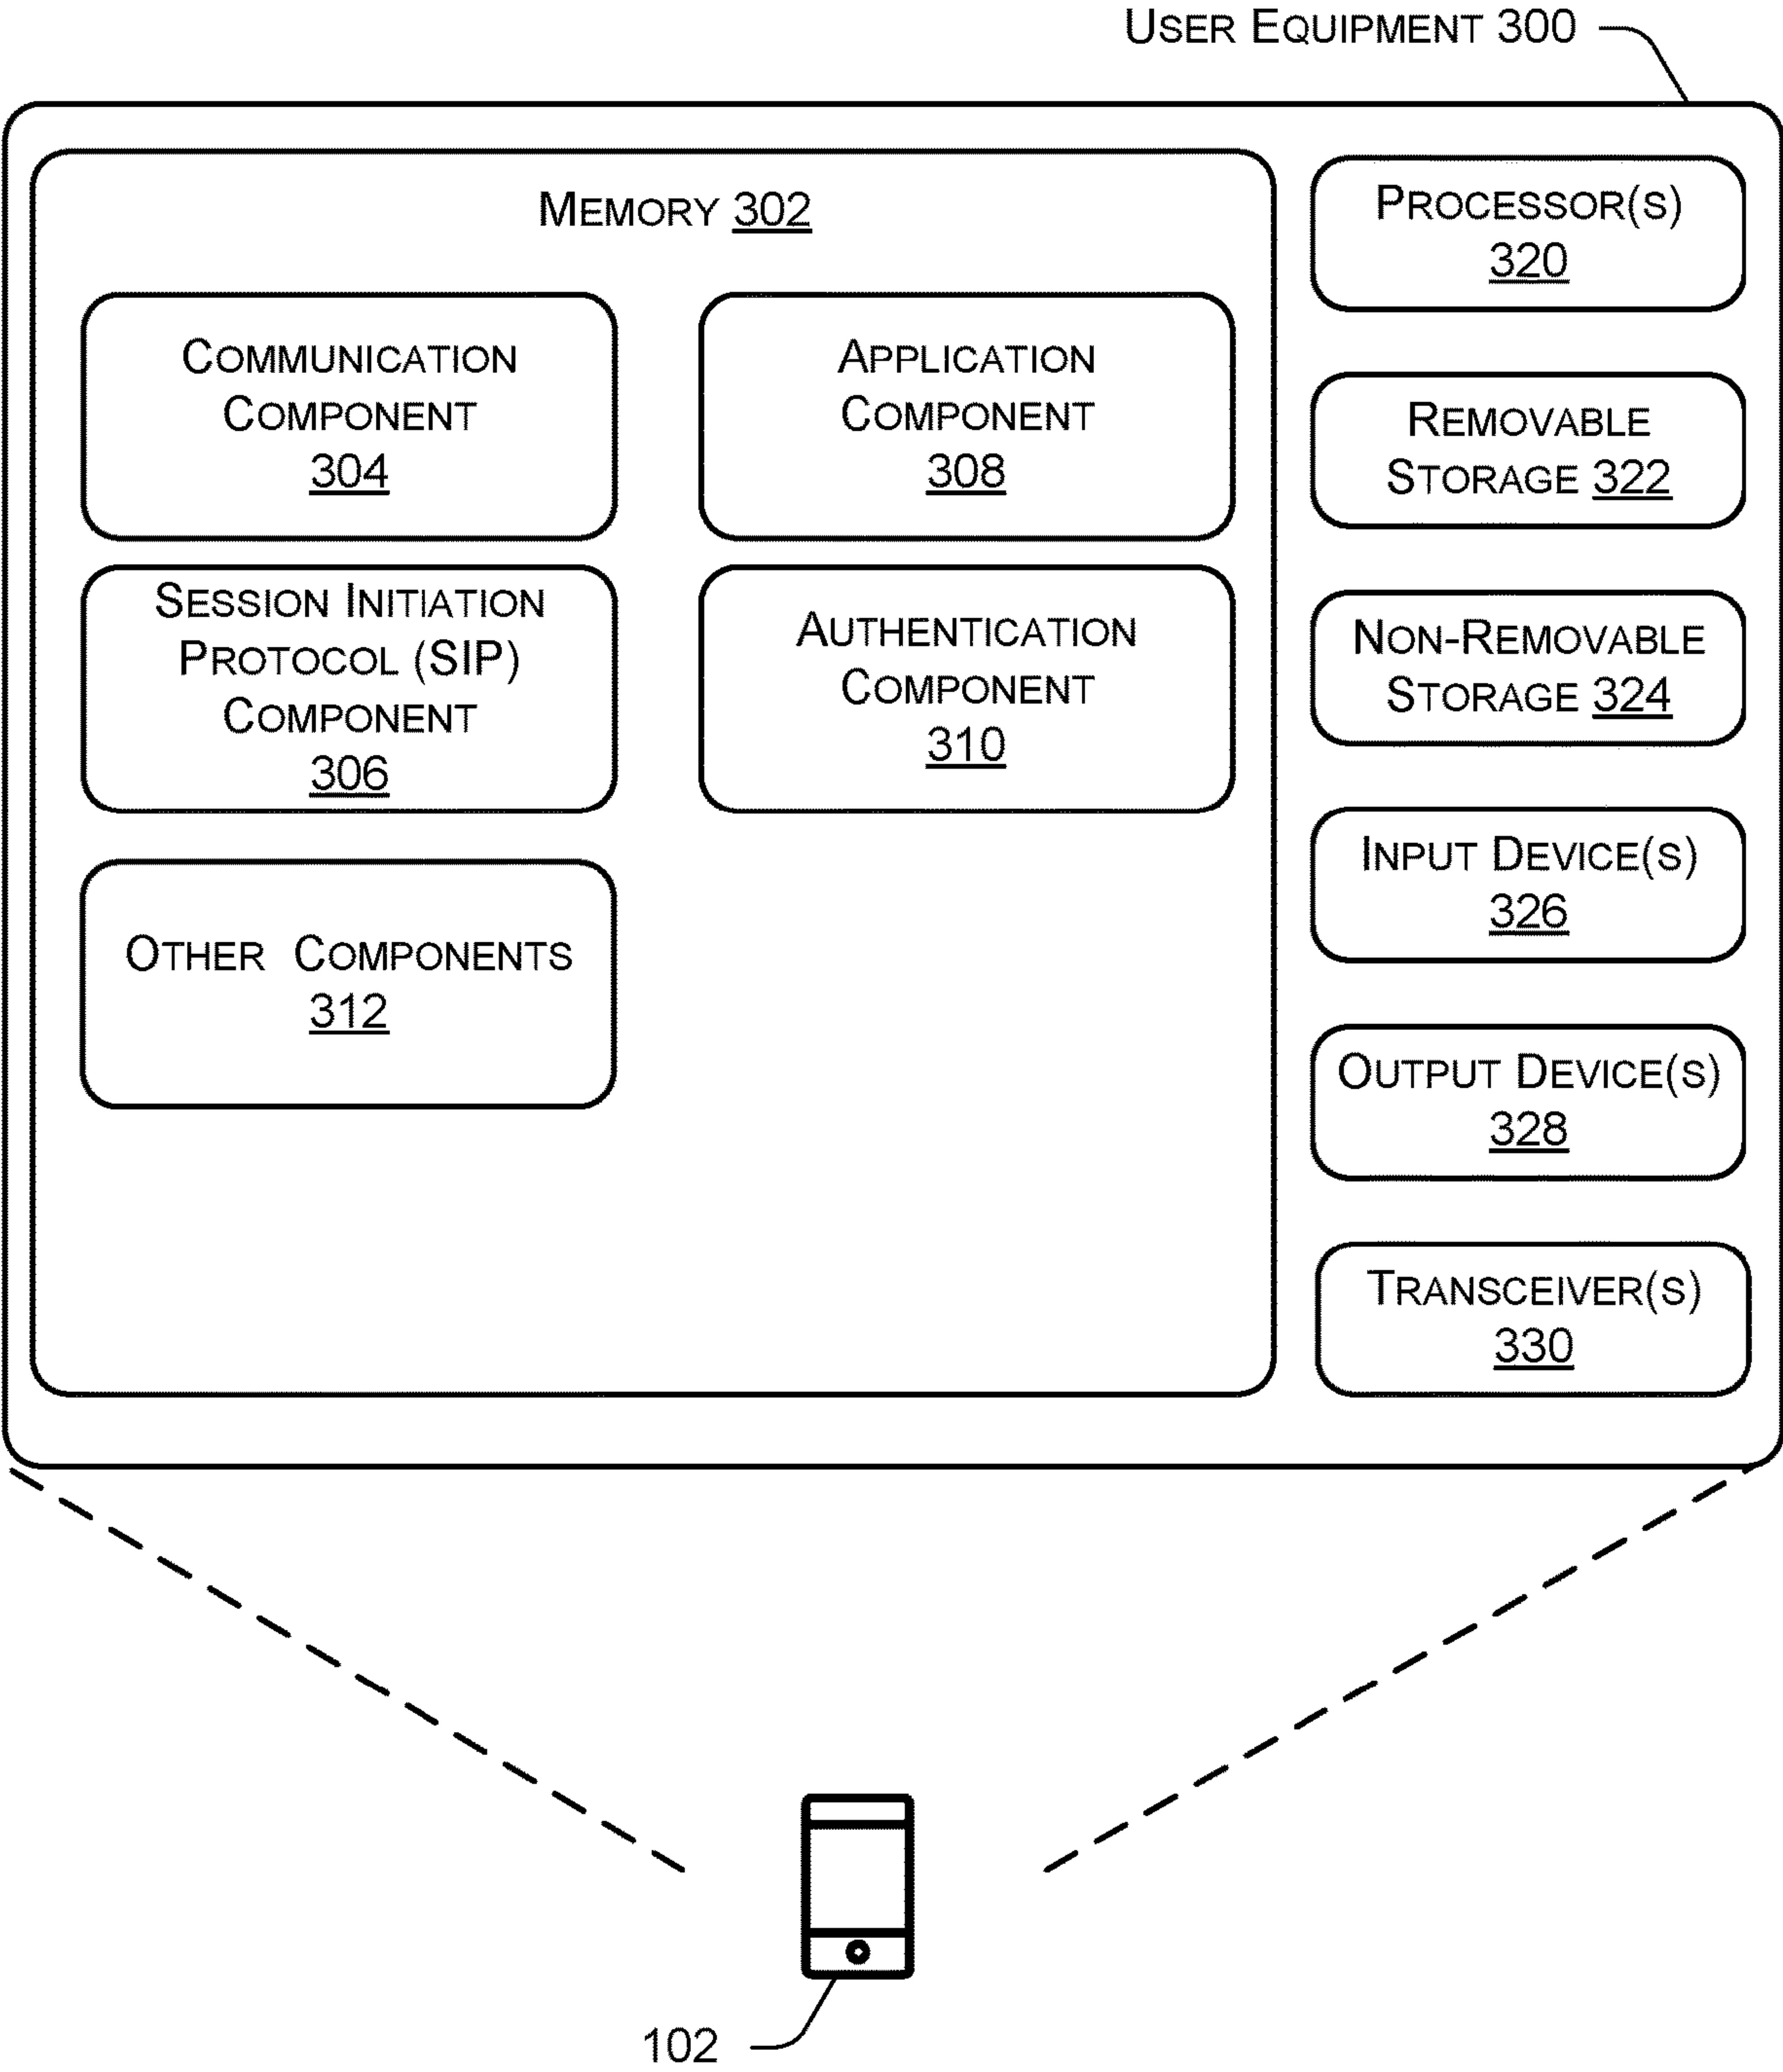 USER EQUIPMENT 300
MEMORY 302
COMMUNICATION
COMPONENT
304
APPLICATION
COMPONENT
308
SESSION INITIATION
PROTOCOL (SIP)
COMPONENT
306
AUTHENTICATION
COMPONENT
310
OTHER COMPONENTS
312
PROCESSOR(S)
320
REMOVABLE
STORAGE 322
NON-REMOVABLE
STORAGE 324
INPUT DEVICE(S)
326
OUTPUT DEVICE(S)
328
TRANSCEIVER(S)
330
102